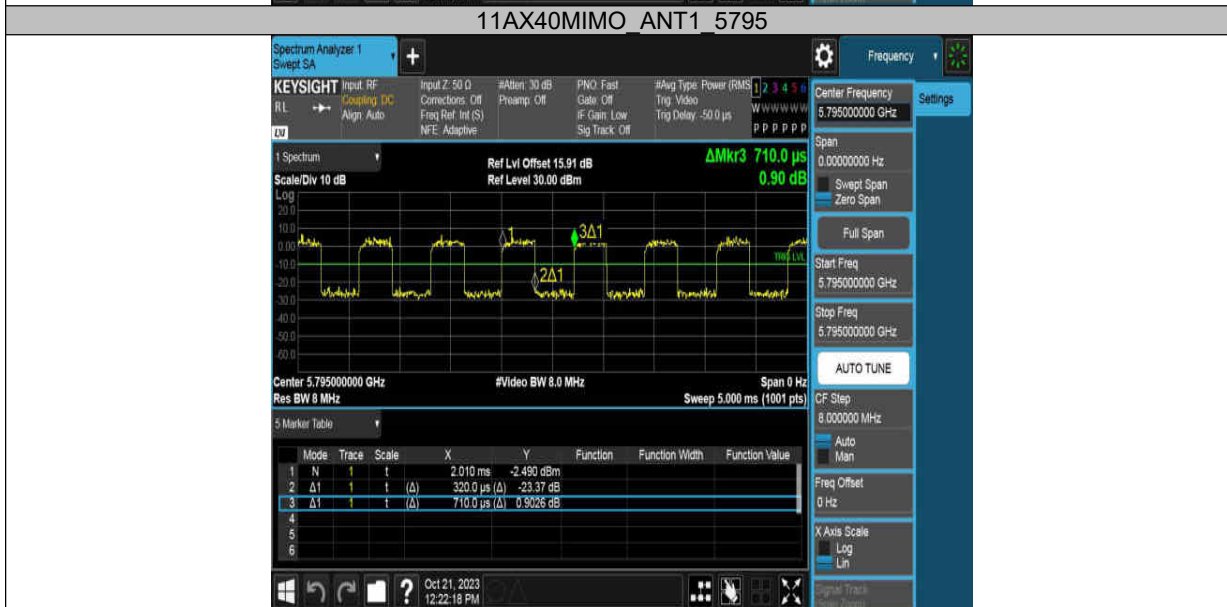 11AX40MIMO_ANT1_5795
Spectrum Analyzer 1
Swept SA
Frequency
KEYSIGHT
Input: RF
Coupling: DC
Align: Auto
RL
LV
Input Z: 50 Ω
Corrections: Off
Freq Ref: Int (S)
NFE: Adaptive
#Atten: 30 dB
Preamp: Off
PNO: Fast
Gate: Off
IF Gain: Low
Sig Track: Off
#Avg Type: Power (RMS
Trig: Video
Trig Delay: -50.0 µs
1 2 3 4 5 6
W W W W W W
P P P P P P
Center Frequency
5.795000000 GHz
Settings
Span
0.00000000 Hz
Swept Span
Zero Span
Full Span
Start Freq
5.795000000 GHz
Stop Freq
5.795000000 GHz
AUTO TUNE
CF Step
8.000000 MHz
Auto
Man
Freq Offset
0 Hz
X Axis Scale
Log
Lin
Signal Track
1 Spectrum
Scale/Div 10 dB
Ref Lvl Offset 15.91 dB
Ref Level 30.00 dBm
ΔMkr3 710.0 µs
0.90 dB
Log
20.0
10.0
0.00
-10.0
-20.0
-30.0
-40.0
-50.0
-60.0
1
3Δ1
2Δ1
TRIG LVL
Center 5.795000000 GHz
#Video BW 8.0 MHz
Span 0 Hz
Res BW 8 MHz
Sweep 5.000 ms (1001 pts)
5 Marker Table
Mode Trace Scale X Y Function Function Width Function Value
1 N 1 t 2.010 ms -2.490 dBm
2 Δ1 1 t (Δ) 320.0 µs (Δ) -23.37 dB
3 Δ1 1 t (Δ) 710.0 µs (Δ) 0.9026 dB
4
5
6
Oct 21, 2023
12:22:18 PM